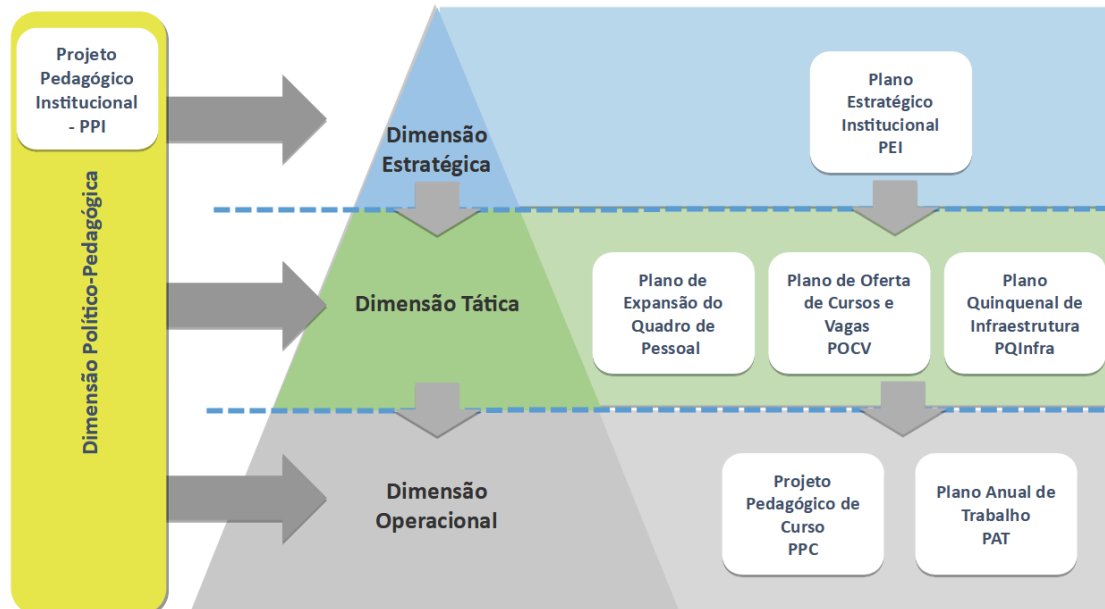 Projeto
Pedagógico
Institucional
- PPI
Dimensão Político-Pedagógica
Dimensão
Estratégica
Plano
Estratégico
Institucional
PEI
Dimensão Tática
Plano de
Expansão do
Quadro de
Pessoal
Plano de Oferta
de Cursos e
Vagas
POCV
Plano
Quinquenal de
Infraestrutura
PQInfra
Dimensão
Operacional
Projeto
Pedagógico de
Curso
PPC
Plano Anual de
Trabalho
PAT